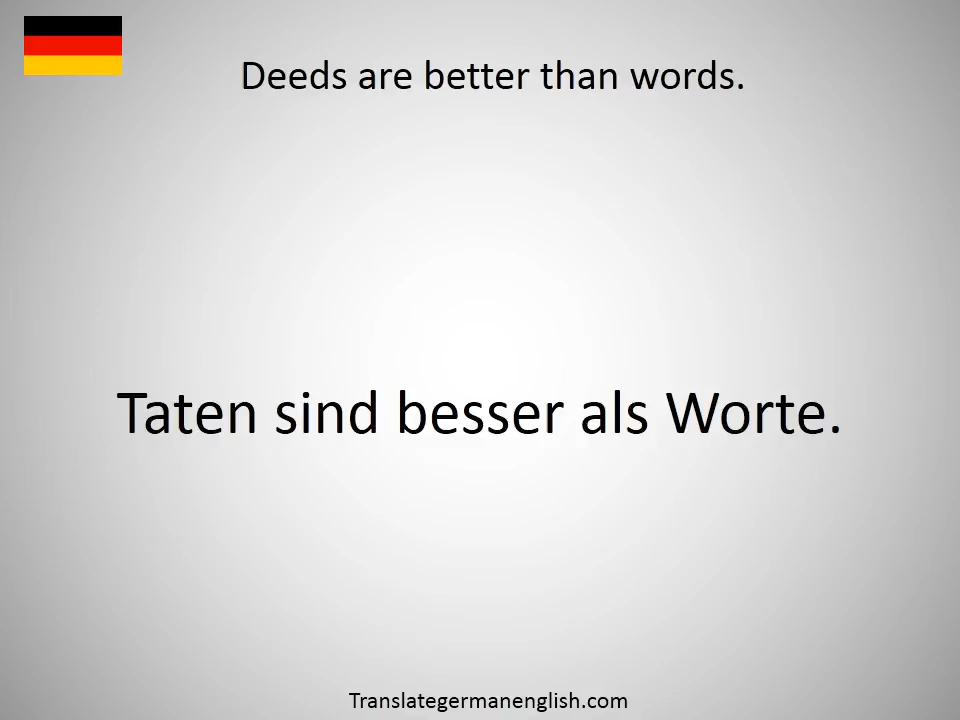 Deeds are better than words.
Taten sind besser als Worte.
Translategermanenglish.com